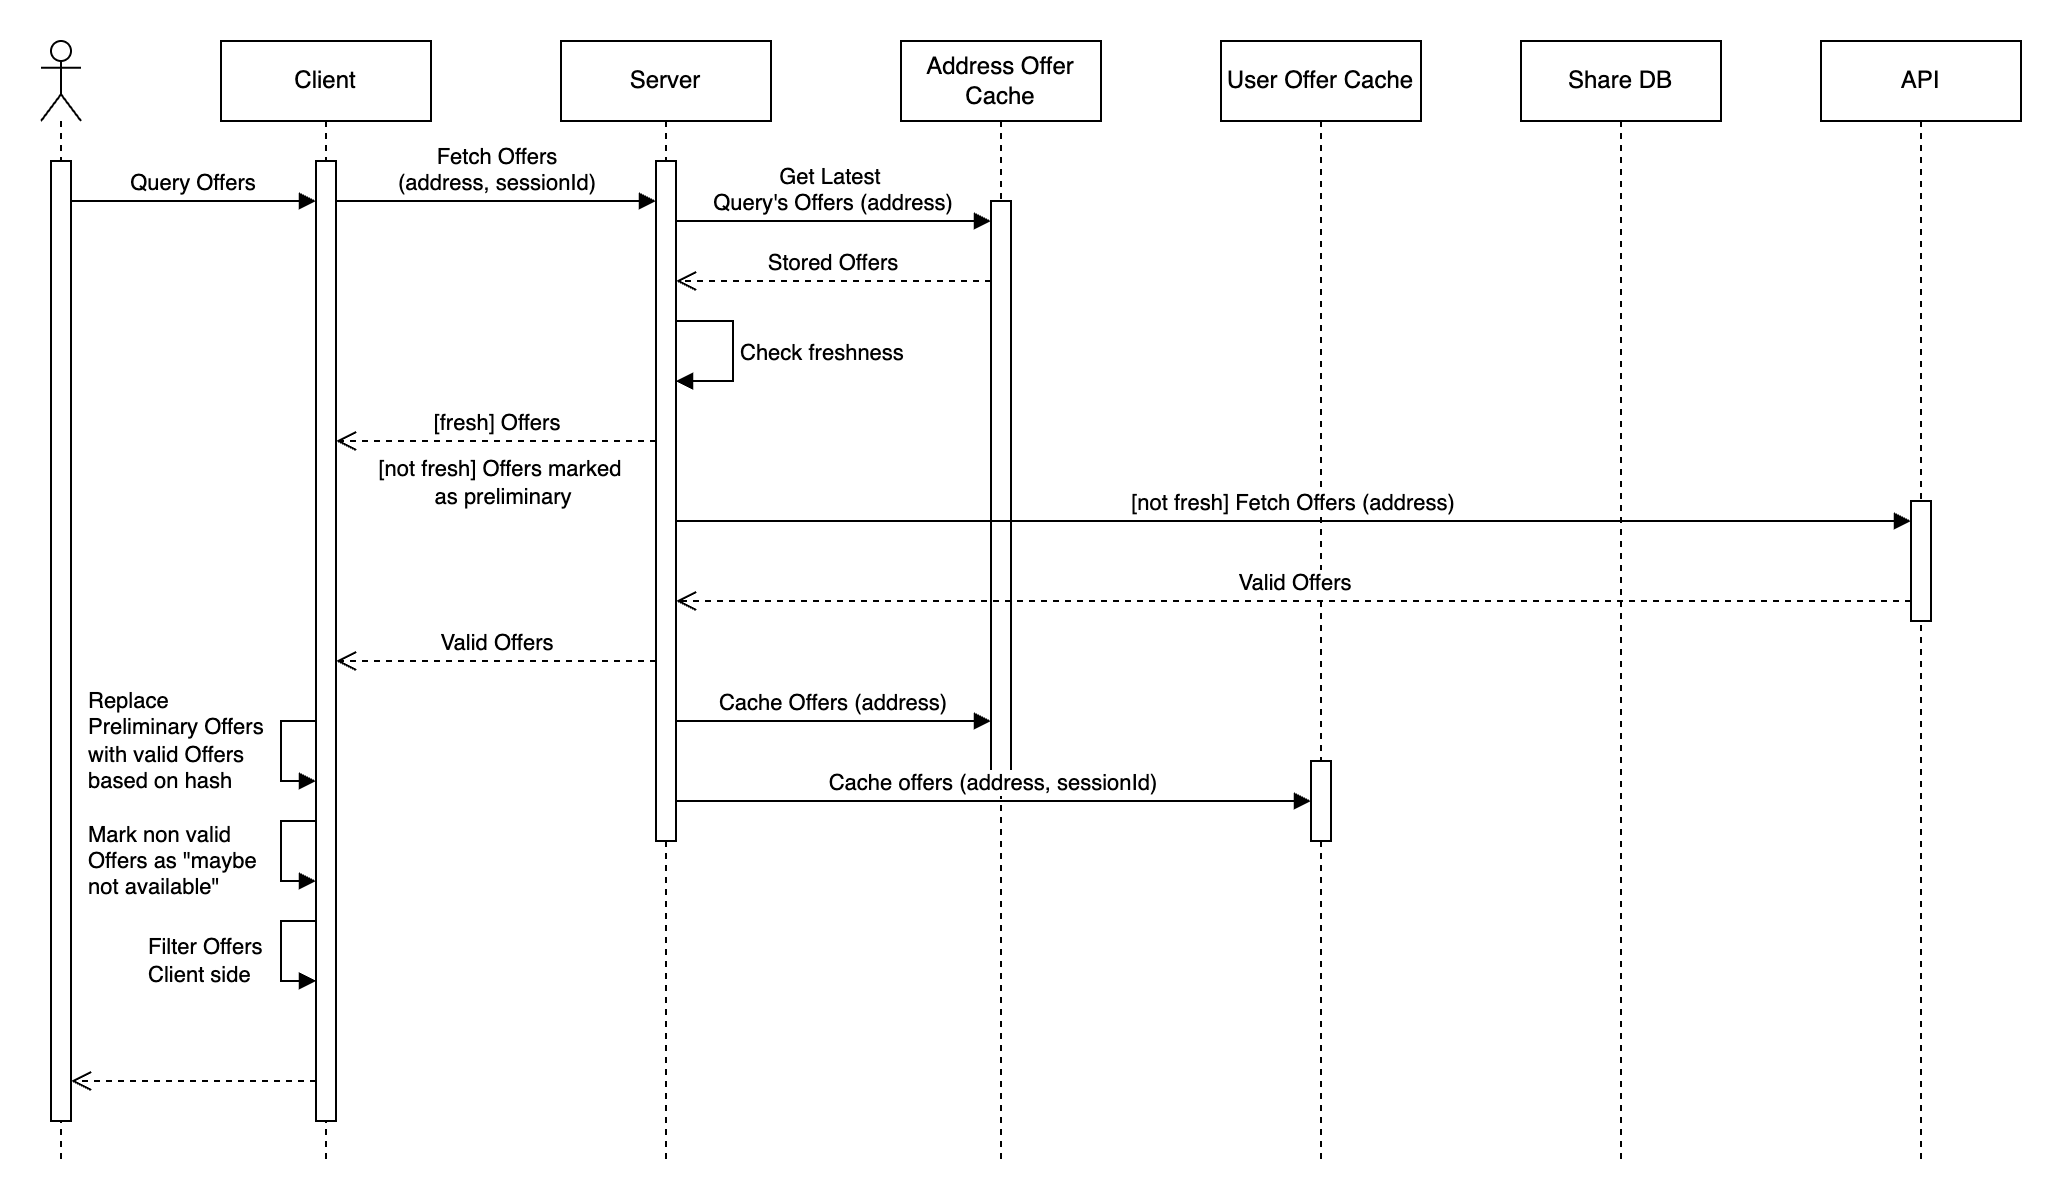 Client
Server
Address Offer
Cache
User Offer Cache
Share DB
API
Query Offers
Fetch Offers
(address, sessionId)
Get Latest
Query's Offers (address)
Stored Offers
Check freshness
[fresh] Offers
[not fresh] Offers marked
as preliminary
[not fresh] Fetch Offers (address)
Valid Offers
Valid Offers
Replace
Preliminary Offers
with valid Offers
based on hash
Cache Offers (address)
Cache offers (address, sessionId)
Mark non valid
Offers as "maybe
not available"
Filter Offers
Client side